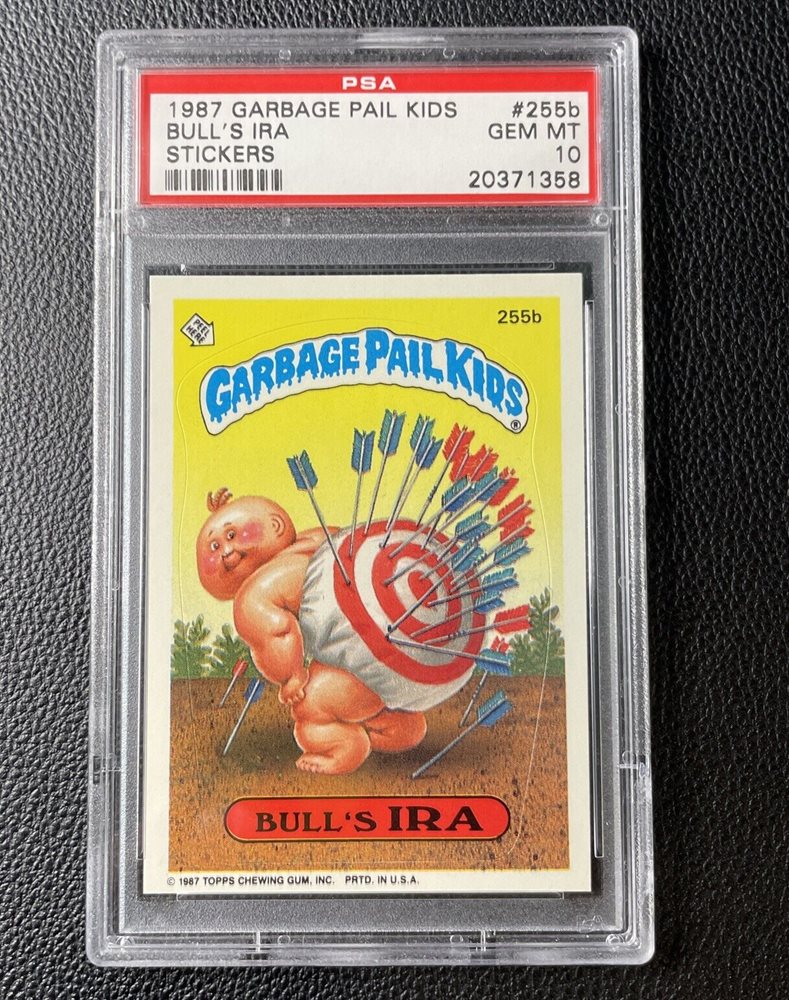 PSA
1987 GARBAGE PAIL KIDS #255b
BULL'S IRA GEM MT
STICKERS 10
20371358
PEEL HERE
255b
GARBAGE PAIL KIDS®
BULL'S IRA
© 1987 TOPPS CHEWING GUM, INC. PRTD. IN U.S.A.